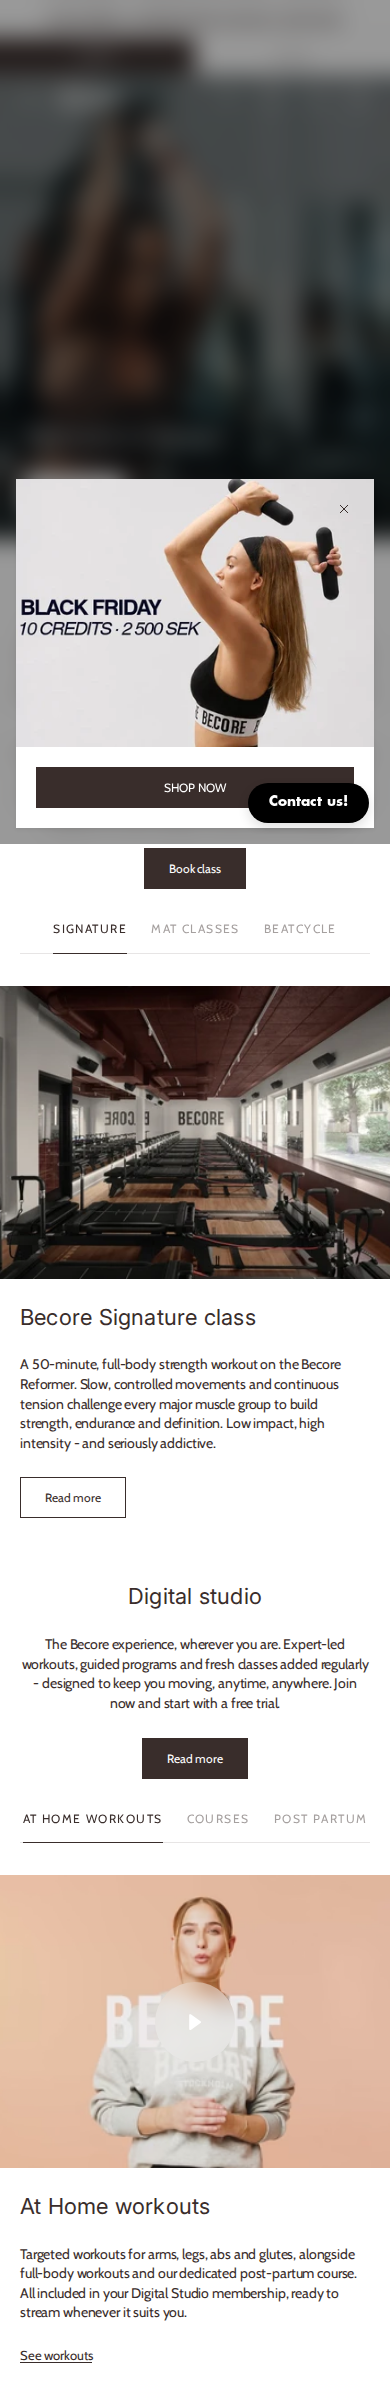 BLACK FRIDAY
10 CREDITS · 2 500 SEK
BECORE
SHOP NOW
Contact us!
Book class
SIGNATURE MAT CLASSES BEATCYCLE
BE.CORE
Becore Signature class
A 50-minute, full-body strength workout on the Becore
Reformer. Slow, controlled movements and continuous
tension challenge every major muscle group to build
strength, endurance and definition. Low impact, high
intensity - and seriously addictive.
Read more
Digital studio
The Becore experience, wherever you are. Expert-led
workouts, guided programs and fresh classes added regularly
- designed to keep you moving, anytime, anywhere. Join
now and start with a free trial.
Read more
AT HOME WORKOUTS COURSES POST PARTUM
BECORE
At Home workouts
Targeted workouts for arms, legs, abs and glutes, alongside
full-body workouts and our dedicated post-partum course.
All included in your Digital Studio membership, ready to
stream whenever it suits you.
See workouts